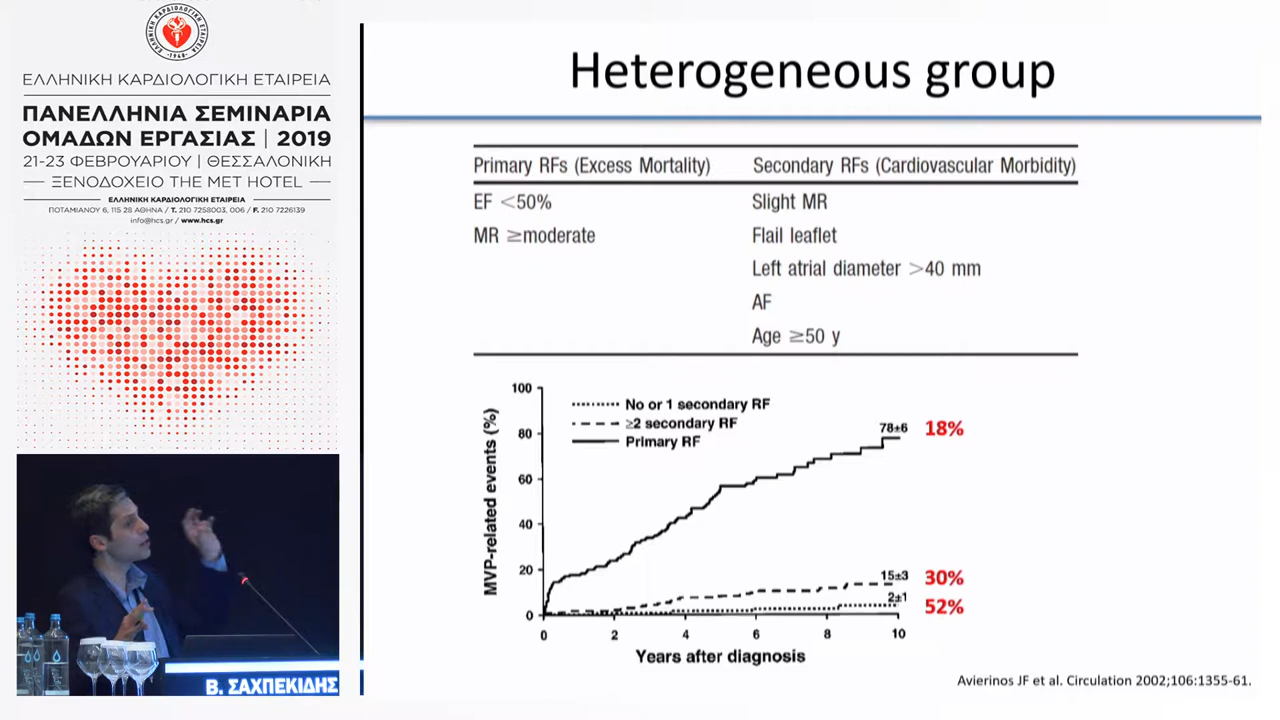 ΕΛΛΗΝΙΚΗ ΚΑΡΔΙΟΛΟΓΙΚΗ ΕΤΑΙΡΕΙΑ
·1948·
ΕΛΛΗΝΙΚΗ ΚΑΡΔΙΟΛΟΓΙΚΗ ΕΤΑΙΡΕΙΑ
ΠΑΝΕΛΛΗΝΙΑ ΣΕΜΙΝΑΡΙΑ
ΟΜΑΔΩΝ ΕΡΓΑΣΙΑΣ | 2019
21-23 ΦΕΒΡΟΥΑΡΙΟΥ | ΘΕΣΣΑΛΟΝΙΚΗ
ΞΕΝΟΔΟΧΕΙΟ THE MET HOTEL
ΕΛΛΗΝΙΚΗ ΚΑΡΔΙΟΛΟΓΙΚΗ ΕΤΑΙΡΕΙΑ
ΠΟΤΑΜΙΑΝΟΥ 6, 115 28 ΑΘΗΝΑ / Τ. 210 7258003, 006 / F. 210 7226139
info@hcs.gr / www.hcs.gr
Β. ΣΑΧΠΕΚΙΔΗΣ
Heterogeneous group
Primary RFs (Excess Mortality) Secondary RFs (Cardiovascular Morbidity)
EF <50% Slight MR
MR ≥moderate Flail leaflet
Left atrial diameter >40 mm
AF
Age ≥50 y
MVP-related events (%)
100
80
60
40
20
0
No or 1 secondary RF
≥2 secondary RF
Primary RF
78±6 18%
15±3 30%
2±1 52%
0 2 4 6 8 10
Years after diagnosis
Avierinos JF et al. Circulation 2002;106:1355-61.